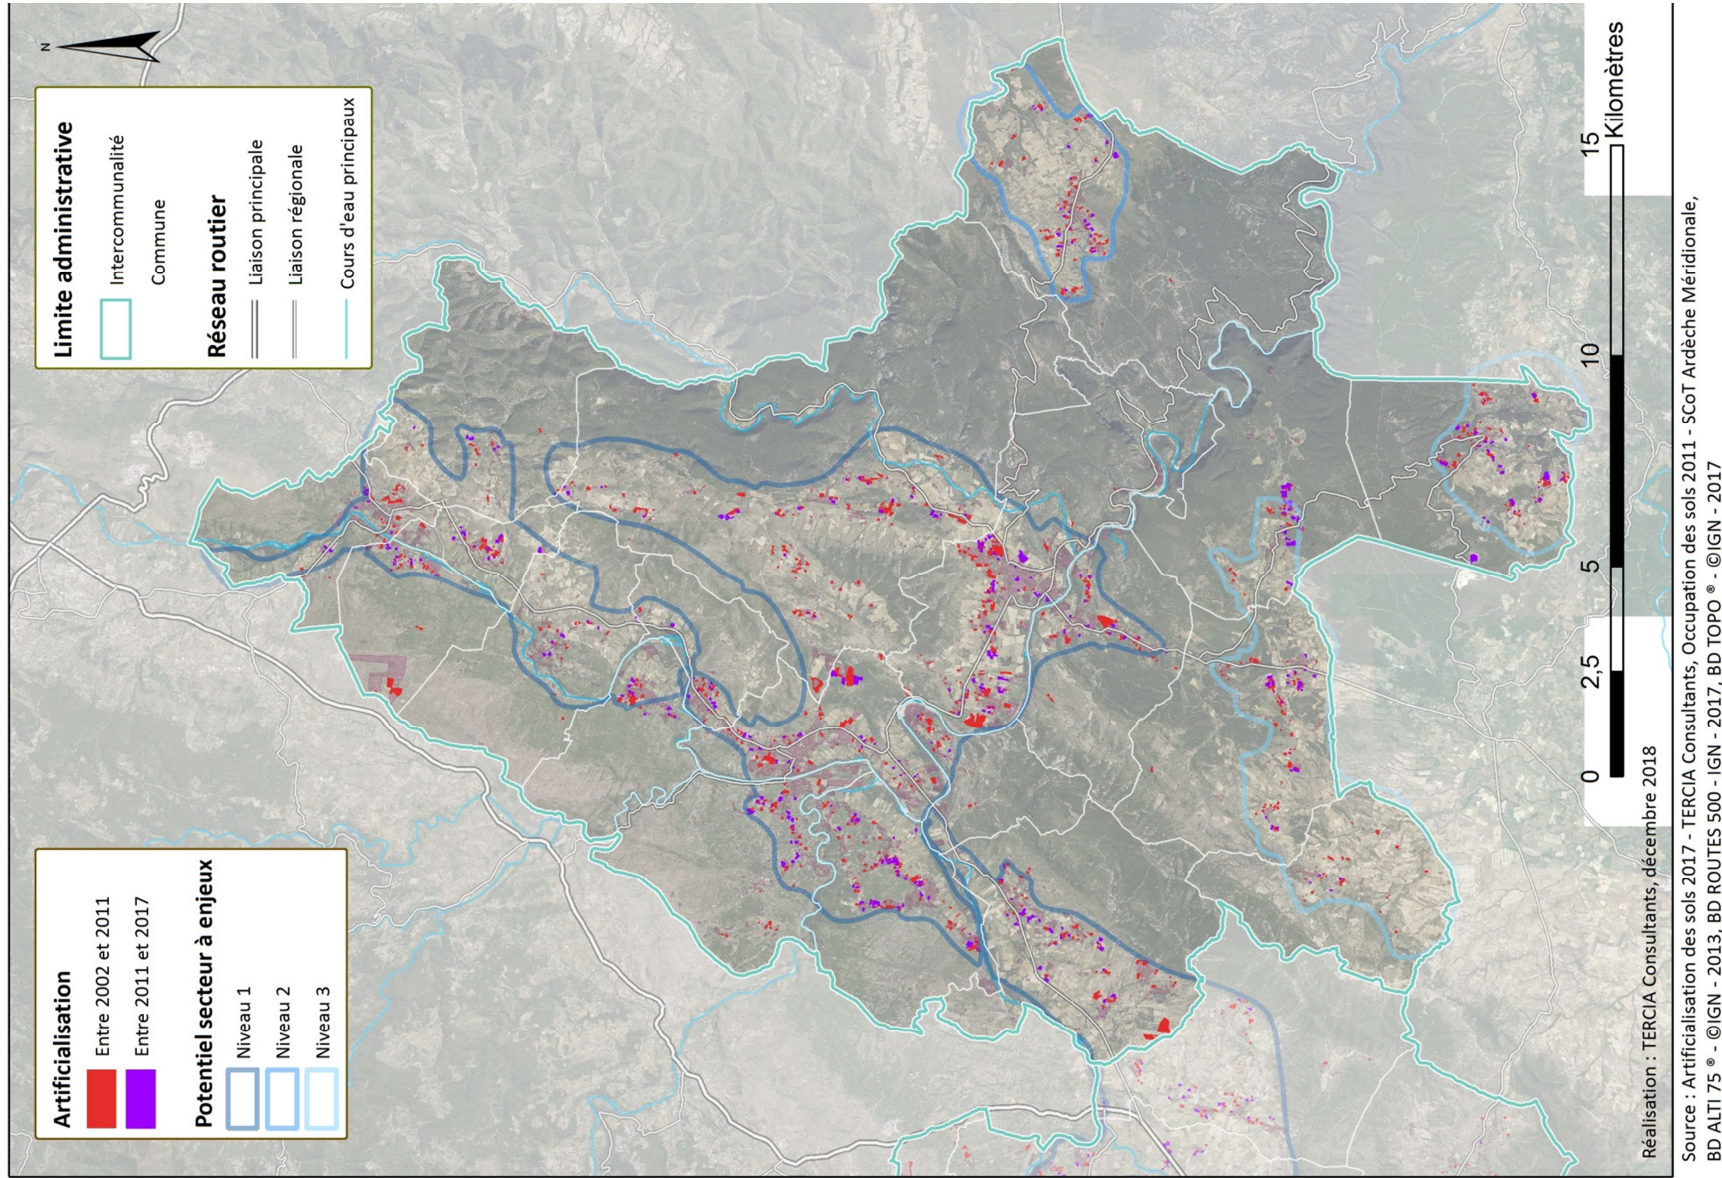 N
Artificialisation
Entre 2002 et 2011
Entre 2011 et 2017
Potentiel secteur à enjeux
Niveau 1
Niveau 2
Niveau 3
Limite administrative
Intercommunalité
Commune
Réseau routier
Liaison principale
Liaison régionale
Cours d'eau principaux
0 2,5 5 10 15
Kilomètres
Réalisation : TERCIA Consultants, décembre 2018
Source : Artificialisation des sols 2017 - TERCIA Consultants, Occupation des sols 2011 - SCoT Ardèche Méridionale,
BD ALTI 75 ® - ©IGN - 2013, BD ROUTES 500 - IGN - 2017, BD TOPO ® - ©IGN - 2017